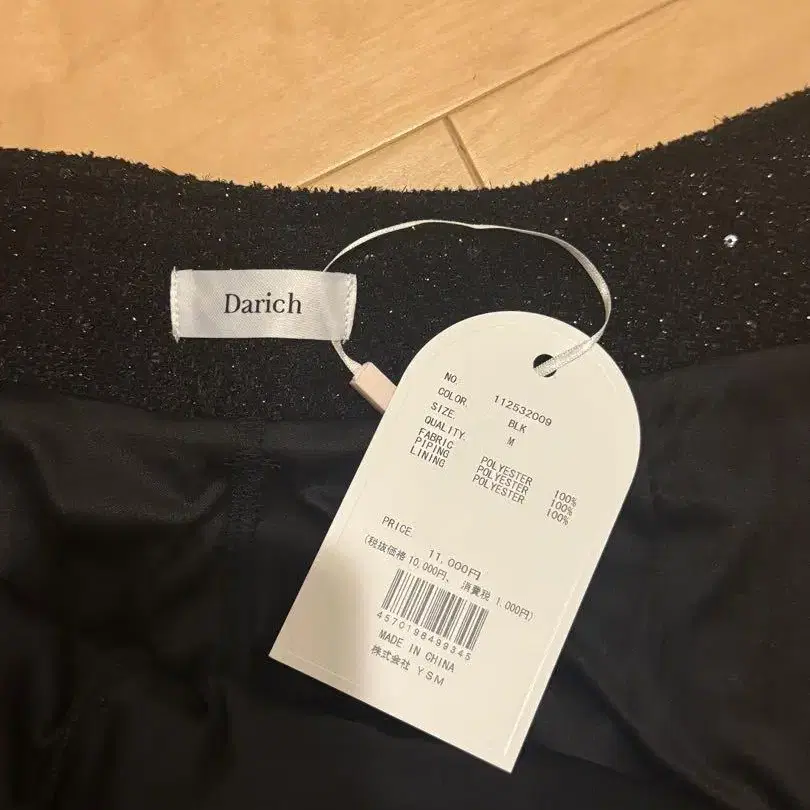 Darich
NO. 112532009
COLOR. BLK
SIZE. M
QUALITY.
FABRIC POLYESTER 100%
PIPING POLYESTER 100%
LINING POLYESTER 100%
PRICE. 11,000円
(税抜価格 10,000円、 消費税 1,000円)
4570198499345
MADE IN CHINA
株式会社 YSM